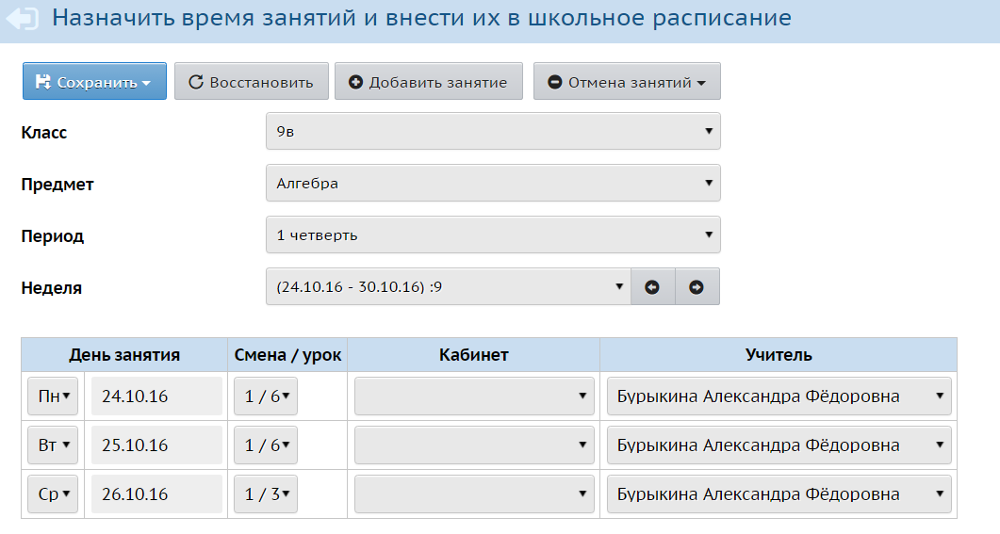 Назначить время занятий и внести их в школьное расписание
Сохранить Восстановить Добавить занятие Отмена занятий
Класс 9в
Предмет Алгебра
Период 1 четверть
Неделя (24.10.16 - 30.10.16) :9
День занятия Смена / урок Кабинет Учитель
Пн 24.10.16 1 / 6 Бурыкина Александра Фёдоровна
Вт 25.10.16 1 / 6 Бурыкина Александра Фёдоровна
Ср 26.10.16 1 / 3 Бурыкина Александра Фёдоровна